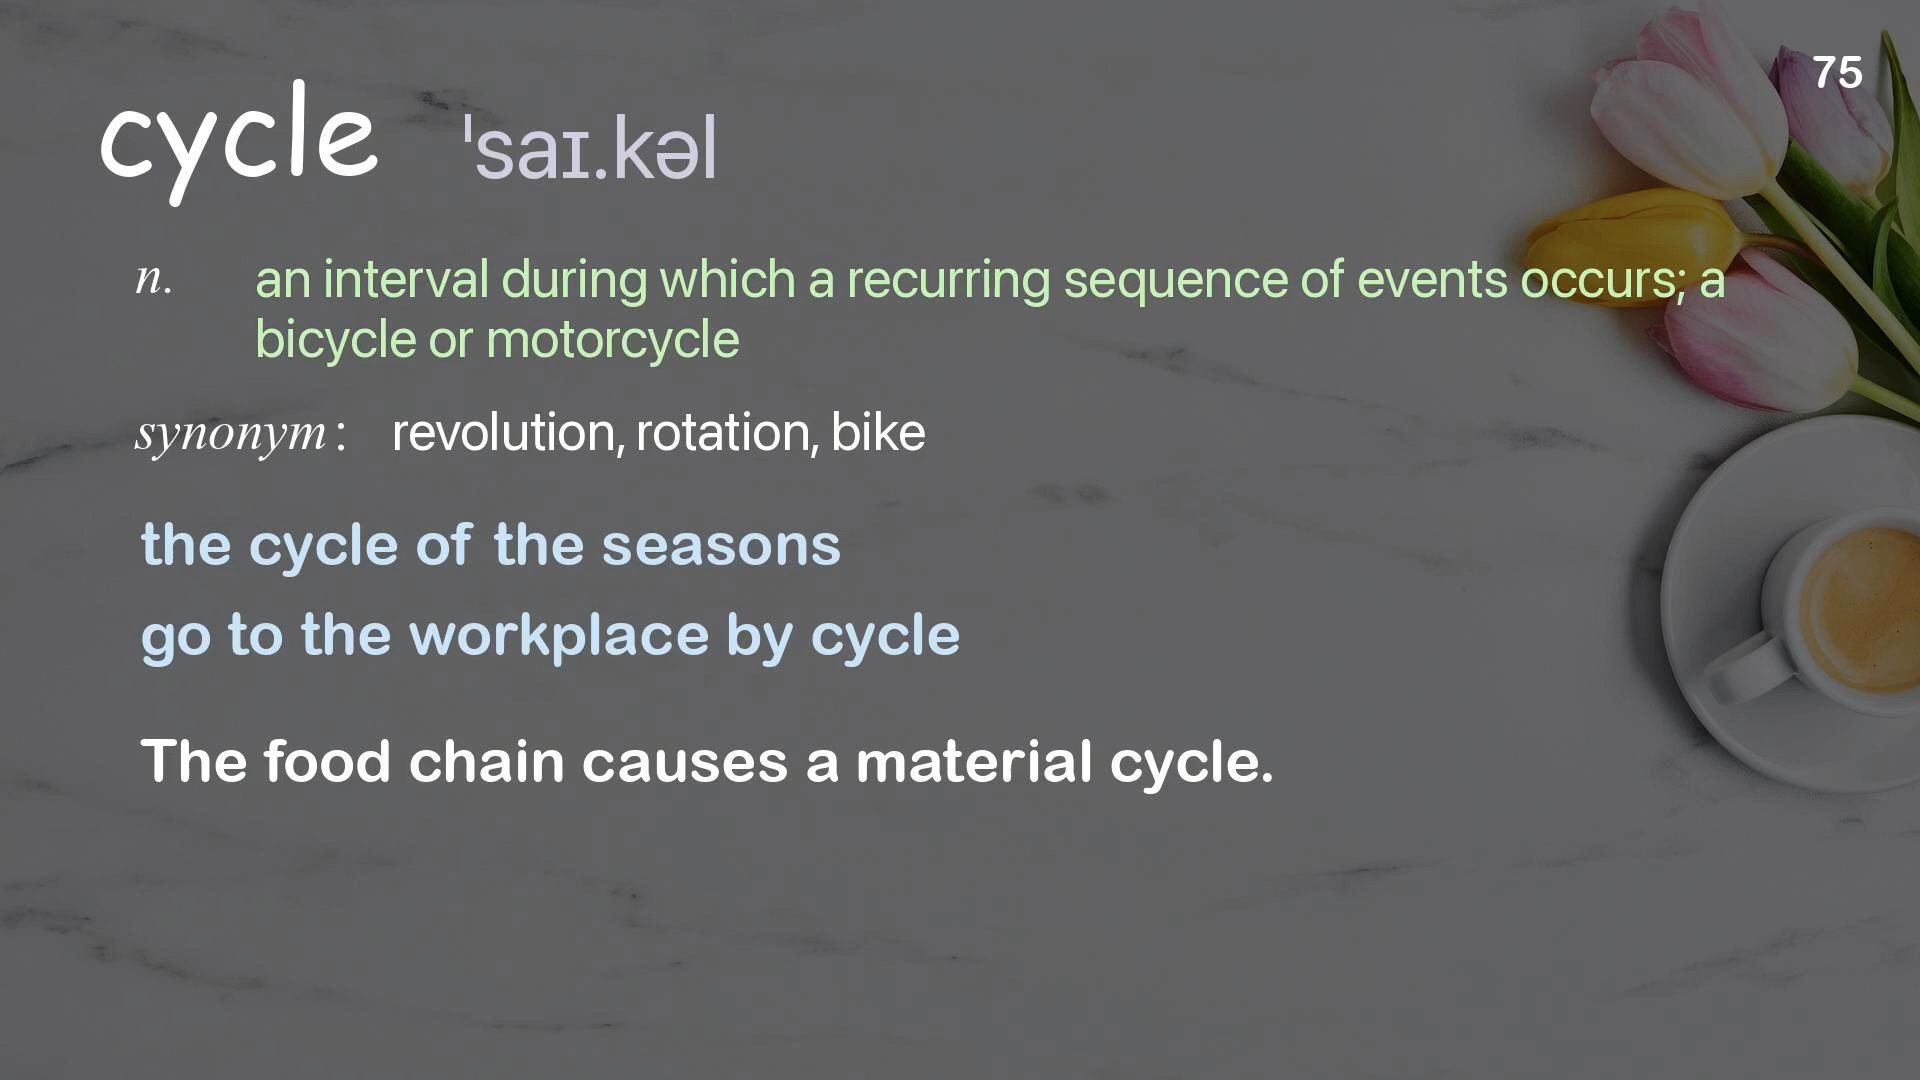 75
cycle ˈsaɪ.kəl
n. an interval during which a recurring sequence of events occurs; a
bicycle or motorcycle
synonym: revolution, rotation, bike
the cycle of the seasons
go to the workplace by cycle
The food chain causes a material cycle.